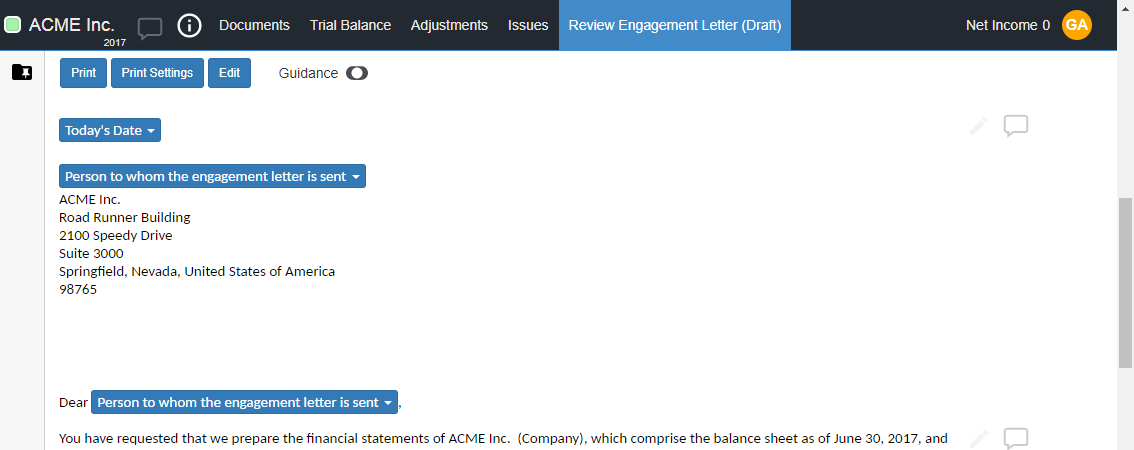 ACME Inc.
2017
Documents Trial Balance Adjustments Issues Review Engagement Letter (Draft) Net Income 0 GA
Print Print Settings Edit Guidance
Today's Date
Person to whom the engagement letter is sent
ACME Inc.
Road Runner Building
2100 Speedy Drive
Suite 3000
Springfield, Nevada, United States of America
98765
Dear Person to whom the engagement letter is sent ,
You have requested that we prepare the financial statements of ACME Inc. (Company), which comprise the balance sheet as of June 30, 2017, and